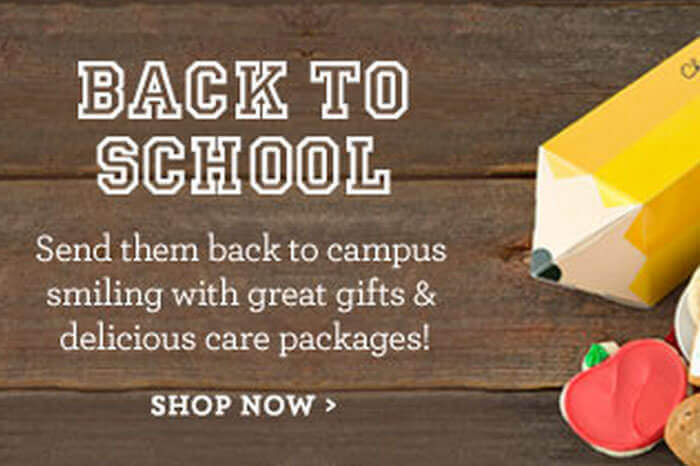 BACK TO
SCHOOL
Send them back to campus
smiling with great gifts &
delicious care packages!
SHOP NOW >